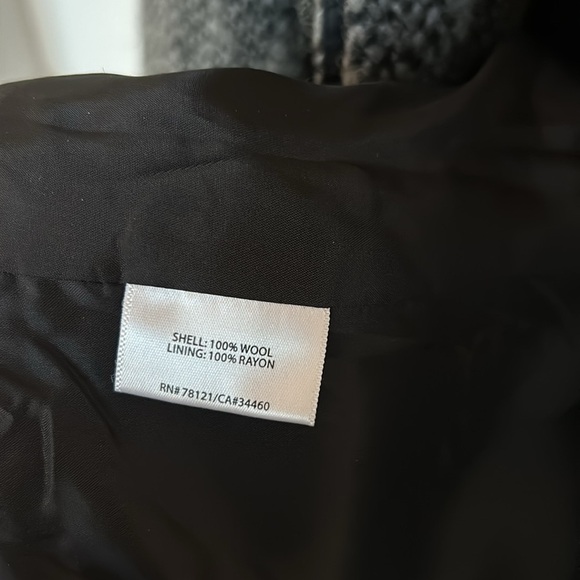 SHELL: 100% WOOL
LINING: 100% RAYON
RN# 78121/CA#34460